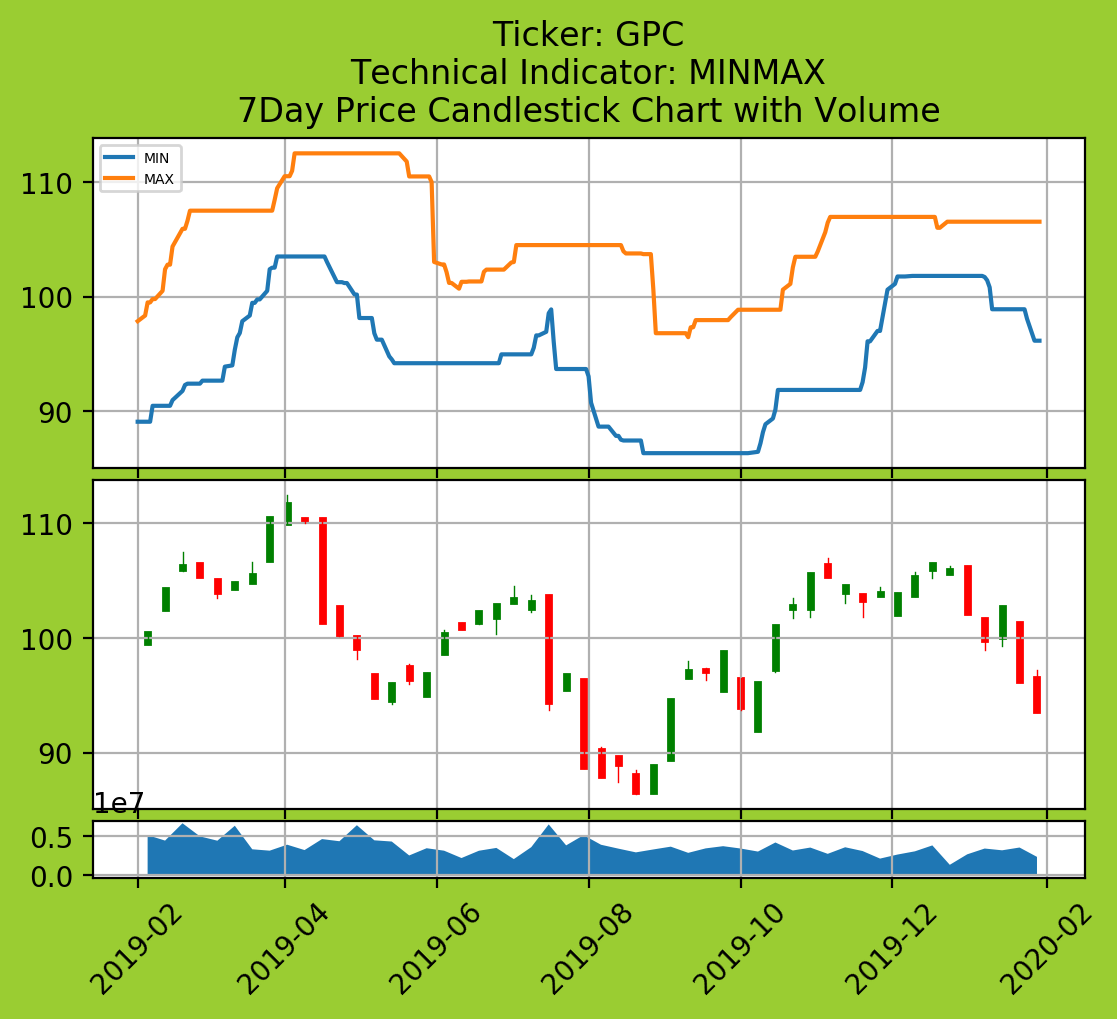 Ticker: GPC
Technical Indicator: MINMAX
7Day Price Candlestick Chart with Volume
MIN
MAX
110
100
90
110
100
90
1e7
0.5
0.0
2019-02
2019-04
2019-06
2019-08
2019-10
2019-12
2020-02